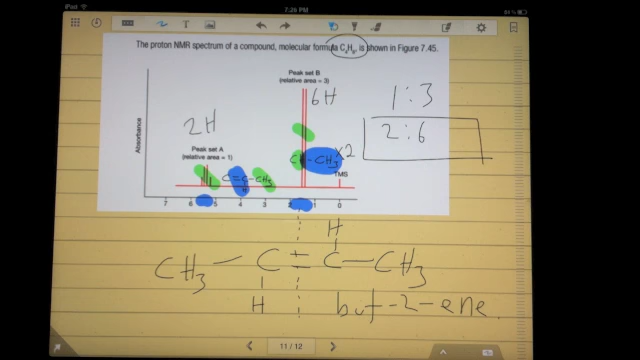 iPad
7:26 PM
91%
The proton NMR spectrum of a compound, molecular formula C4H8, is shown in Figure 7.45.
Peak set B
(relative area = 3)
6H
1:3
2H
2:6
Absorbance
Peak set A
(relative area = 1)
C=C-CH3
H
CH-CH3 x2
TMS
7 6 5 4 3 2 1 0
H
CH3 - C = C - CH3
H
but-2-ene.
11 / 12